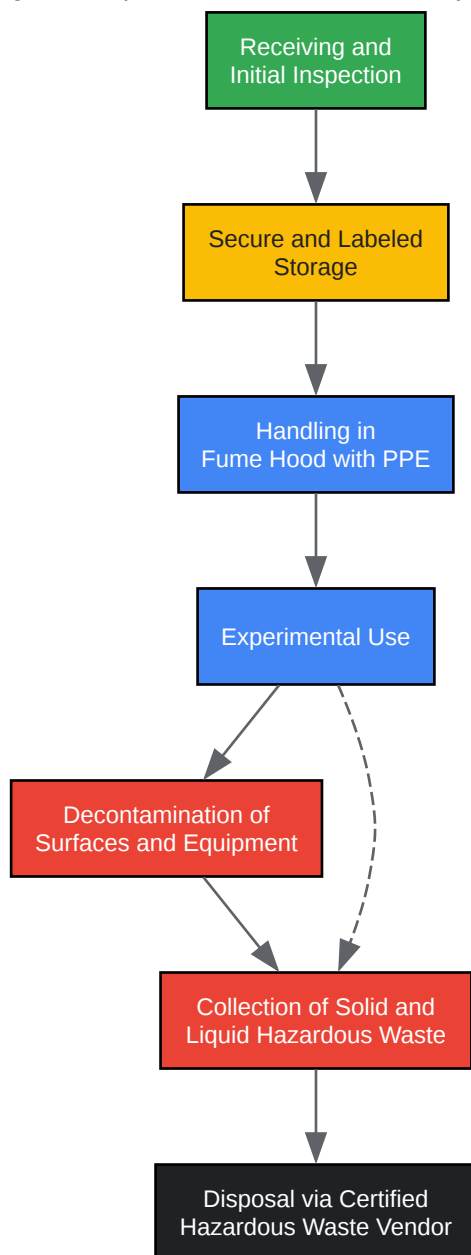 Receiving and
Initial Inspection
Secure and Labeled
Storage
Handling in
Fume Hood with PPE
Experimental Use
Decontamination of
Surfaces and Equipment
Collection of Solid and
Liquid Hazardous Waste
Disposal via Certified
Hazardous Waste Vendor